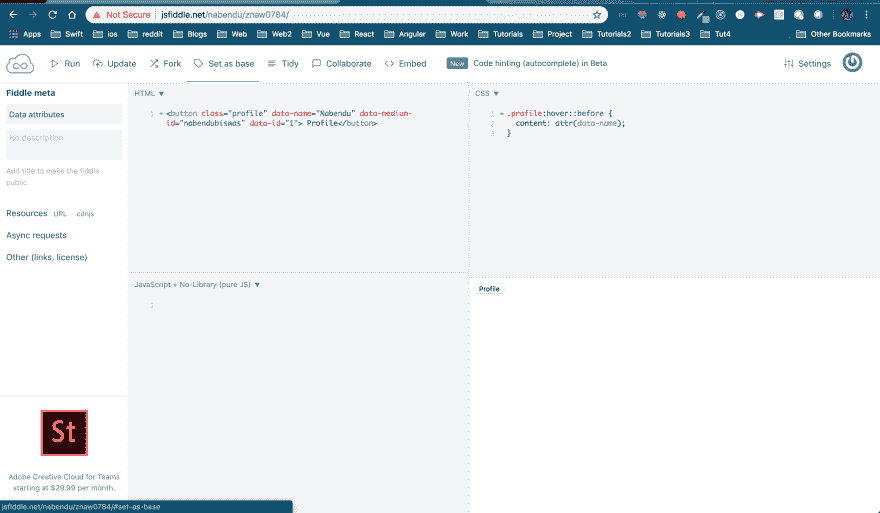 Not Secure | jsfiddle.net/nabendu/znaw0784/
Apps Swift ios reddit Blogs Web Web2 Vue React Angular Work Tutorials Project Tutorials2 Tutorials3 Tut4 Other Bookmarks
Run Update Fork Set as base Tidy Collaborate Embed New Code hinting (autocomplete) in Beta Settings
Fiddle meta
Data attributes
No description
Add title to make the fiddle
public.
Resources URL cdnjs
Async requests
Other (links, license)
HTML ▼
1 <button class="profile" data-name="Nabendu" data-medium-
id="nabendubiswas" data-id="1"> Profile</button>
CSS ▼
1 .profile:hover::before {
2 content: attr(data-name);
3 }
JavaScript + No-Library (pure JS) ▼
Profile
St
Adobe Creative Cloud for Teams
starting at $29.99 per month.
jsfiddle.net/nabendu/znaw0784/#set-as-base